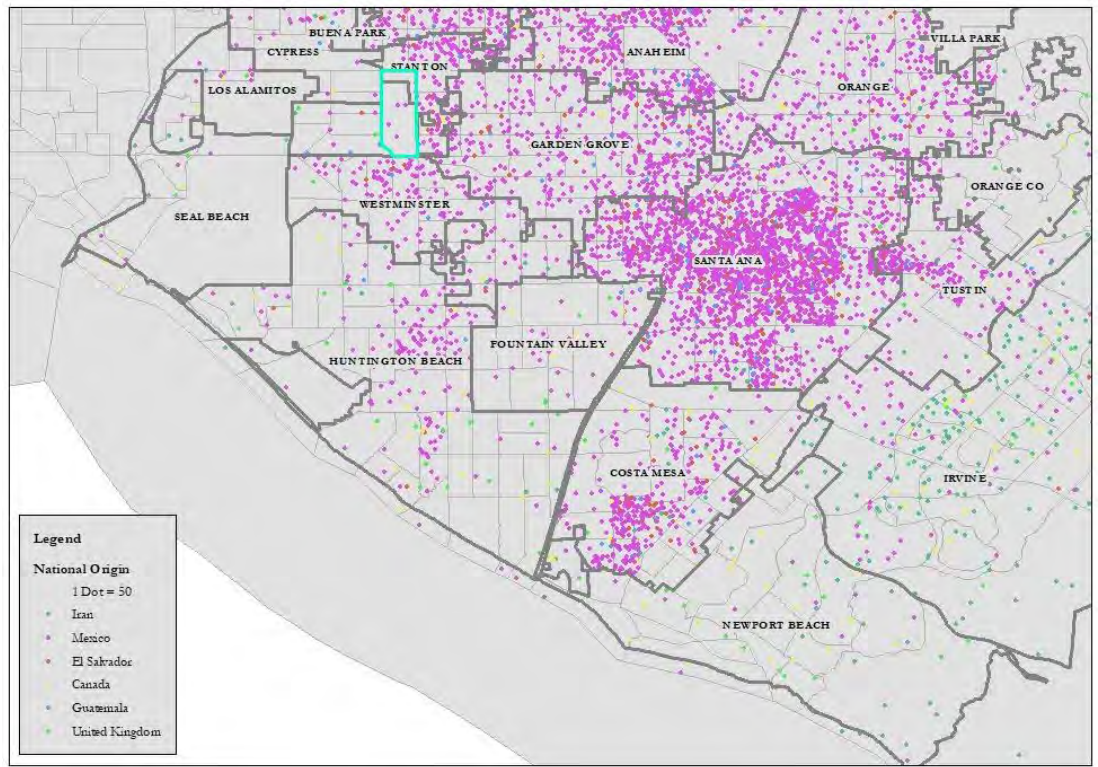 BUENA PARK
VILLA PARK
CYPRESS
ANAHEIM
STANTON
LOS ALAMITOS
ORANGE
GARDEN GROVE
ORANGE CO
WESTMINSTER
SEAL BEACH
SANTA ANA
TUSTIN
FOUNTAIN VALLEY
HUNTINGTON BEACH
COSTA MESA
IRVINE
NEWPORT BEACH
Legend
National Origin
1 Dot = 50
Iran
Mexico
El Salvador
Canada
Guatemala
United Kingdom